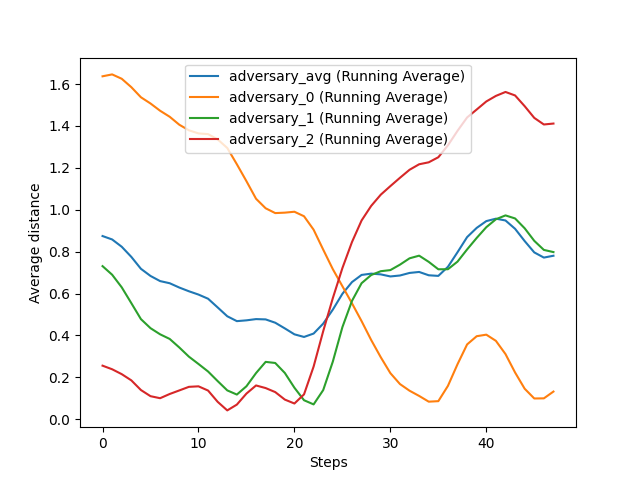 adversary_avg (Running Average)
adversary_0 (Running Average)
adversary_1 (Running Average)
adversary_2 (Running Average)
1.6
1.4
1.2
1.0
0.8
0.6
0.4
0.2
0.0
Average distance
0 10 20 30 40
Steps